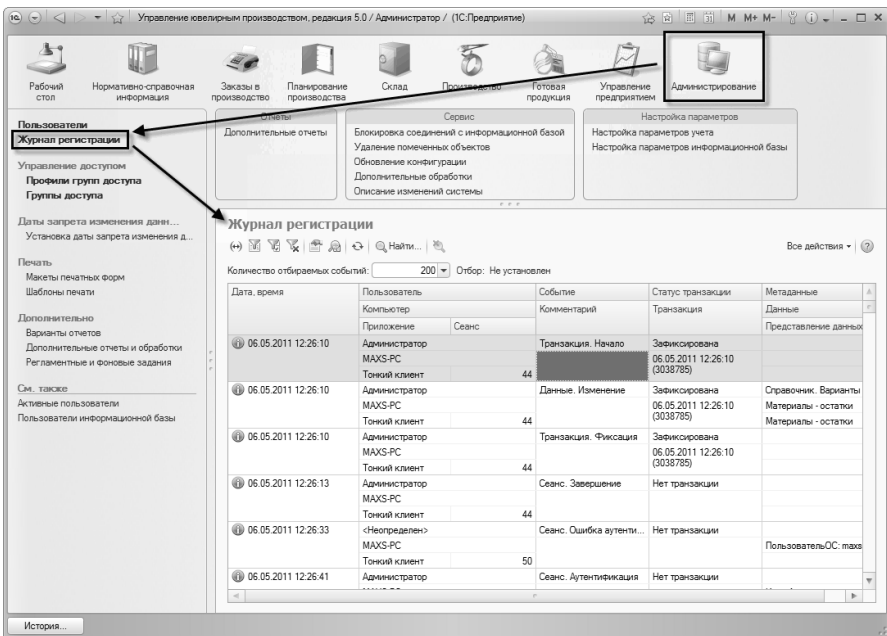 Управление ювелирным производством, редакция 5.0 / Администратор / (1С:Предприятие)
M M+ M-
Рабочий стол
Нормативно-справочная информация
Заказы в производство
Планирование производства
Склад
Производство
Готовая продукция
Управление предприятием
Администрирование
Пользователи
Журнал регистрации
Управление доступом
Профили групп доступа
Группы доступа
Даты запрета изменения данн...
Установка даты запрета изменения д...
Печать
Макеты печатных форм
Шаблоны печати
Дополнительно
Варианты отчетов
Дополнительные отчеты и обработки
Регламентные и фоновые задания
См. также
Активные пользователи
Пользователи информационной базы
Отчеты
Дополнительные отчеты
Сервис
Блокировка соединений с информационной базой
Удаление помеченных объектов
Обновление конфигурации
Дополнительные обработки
Описание изменений системы
Настройка параметров
Настройка параметров учета
Настройка параметров информационной базы
Журнал регистрации
Найти...
Все действия
Количество отбираемых событий: 200 Отбор: Не установлен
Дата, время Пользователь Событие Статус транзакции Метаданные
Компьютер Комментарий Транзакция Данные
Приложение Сеанс Представление данных
06.05.2011 12:26:10 Администратор Транзакция. Начало Зафиксирована
MAXS-PC 06.05.2011 12:26:10
Тонкий клиент 44 (3038785)
06.05.2011 12:26:10 Администратор Данные. Изменение Зафиксирована Справочник. Варианты
MAXS-PC 06.05.2011 12:26:10 Материалы - остатки
Тонкий клиент 44 (3038785) Материалы - остатки
06.05.2011 12:26:10 Администратор Транзакция. Фиксация Зафиксирована
MAXS-PC 06.05.2011 12:26:10
Тонкий клиент 44 (3038785)
06.05.2011 12:26:13 Администратор Сеанс. Завершение Нет транзакции
MAXS-PC
Тонкий клиент 44
06.05.2011 12:26:33 <Неопределен> Сеанс. Ошибка аутенти... Нет транзакции
MAXS-PC ПользовательОС: maxs
Тонкий клиент 50
06.05.2011 12:26:41 Администратор Сеанс. Аутентификация Нет транзакции
История...